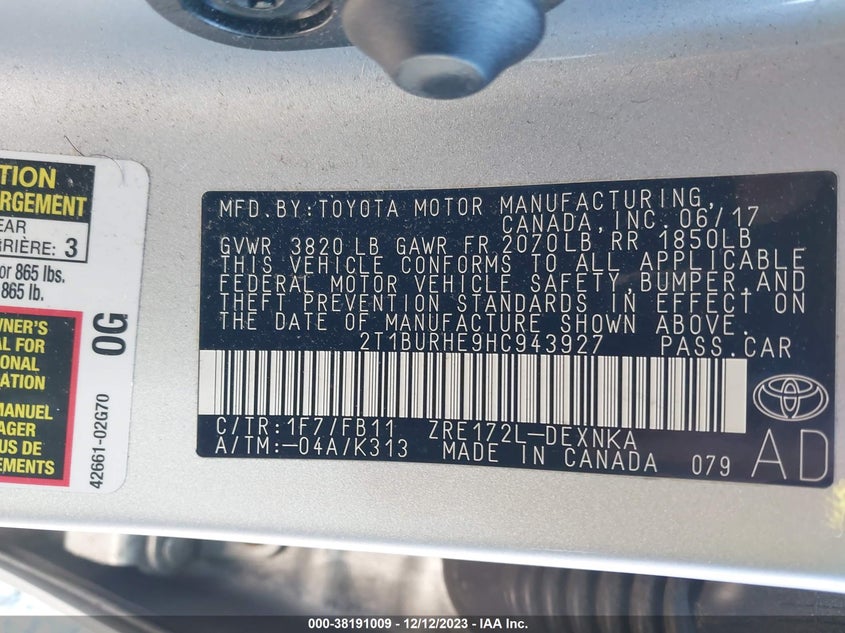 TION
RGEMENT
EAR
RRIÈRE: 3
or 865 lbs.
865 lb.
WNER'S
AL FOR
IONAL
ATION
MANUEL
AGER
S DE
EMENTS
0G
42661-02G70
MFD.BY:TOYOTA MOTOR MANUFACTURING,
CANADA,INC. 06/17
GVWR 3820 LB GAWR FR 2070LB RR 1850LB
THIS VEHICLE CONFORMS TO ALL APPLICABLE
FEDERAL MOTOR VEHICLE SAFETY,BUMPER,AND
THEFT PREVENTION STANDARDS IN EFFECT ON
THE DATE OF MANUFACTURE SHOWN ABOVE.
2T1BURHE9HC943927 PASS.CAR
C/TR:1F7/FB11 ZRE172L-DEXNKA
A/TM:-04A/K313 MADE IN CANADA 079
AD
000-38191009 - 12/12/2023 - IAA Inc.